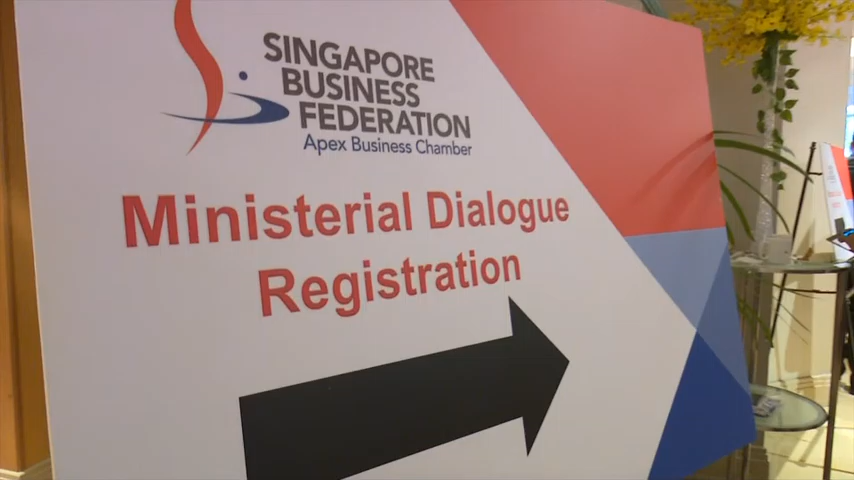 SINGAPORE
BUSINESS
FEDERATION
Apex Business Chamber
Ministerial Dialogue
Registration